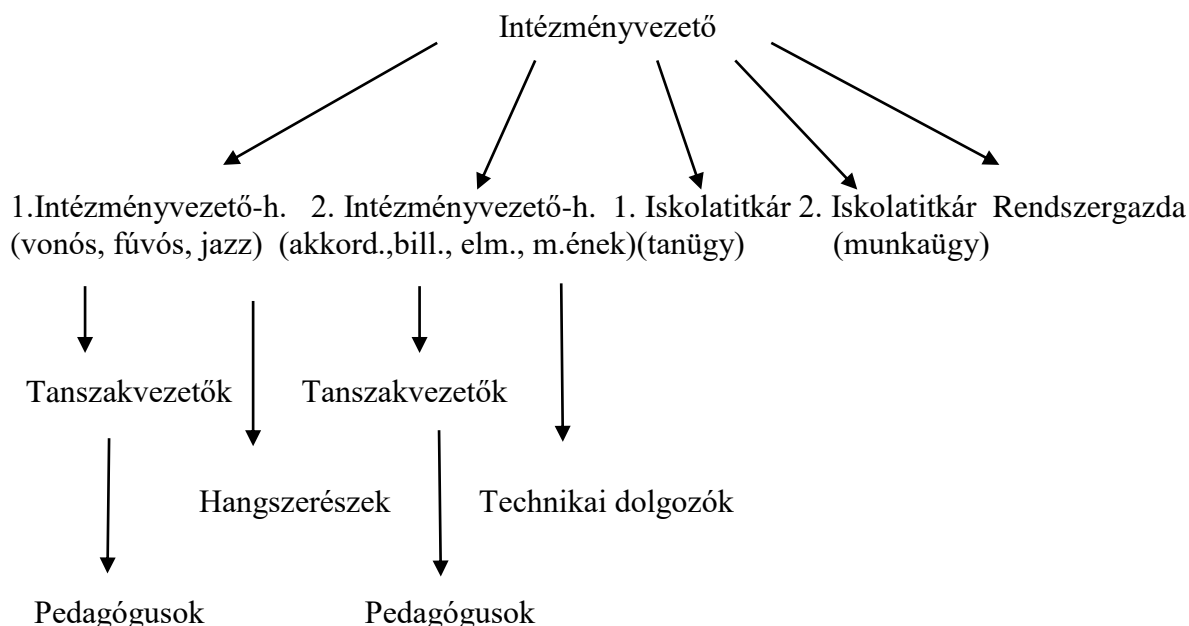 Intézményvezető
1.Intézményvezető-h. 2. Intézményvezető-h. 1. Iskolatitkár 2. Iskolatitkár Rendszergazda
(vonós, fúvós, jazz) (akkord.,bill., elm., m.ének)(tanügy) (munkaügy)
Tanszakvezetők Tanszakvezetők
Hangszerészek Technikai dolgozók
Pedagógusok Pedagógusok